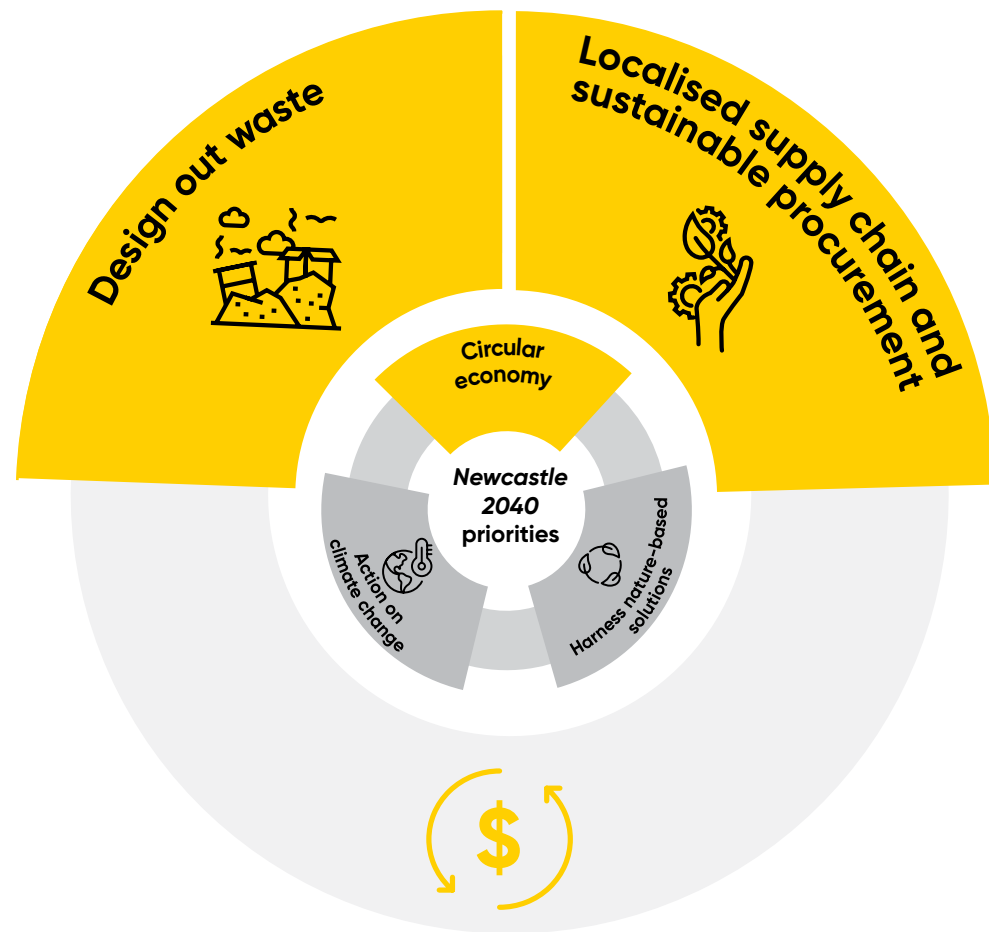 Design out waste
Localised supply chain and
sustainable procurement
Circular
economy
Newcastle
2040
priorities
Action on
climate change
Harness nature-based
solutions
$